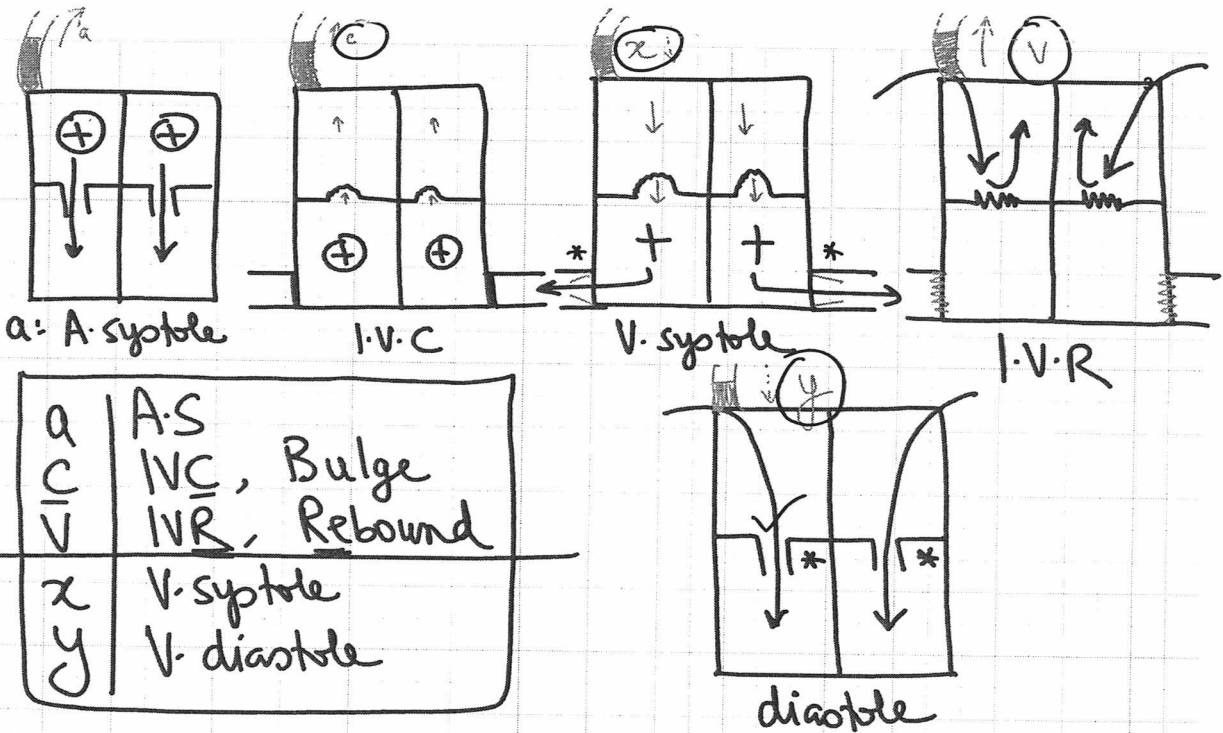 a
c
x
V
+ +
+ +
+ +
* *
a: A.systole
I.V.C
V.systole
I.V.R
y
a A.S
C IVC, Bulge
V IVR, Rebound
x V.systole
y V.diastole
* *
diastole